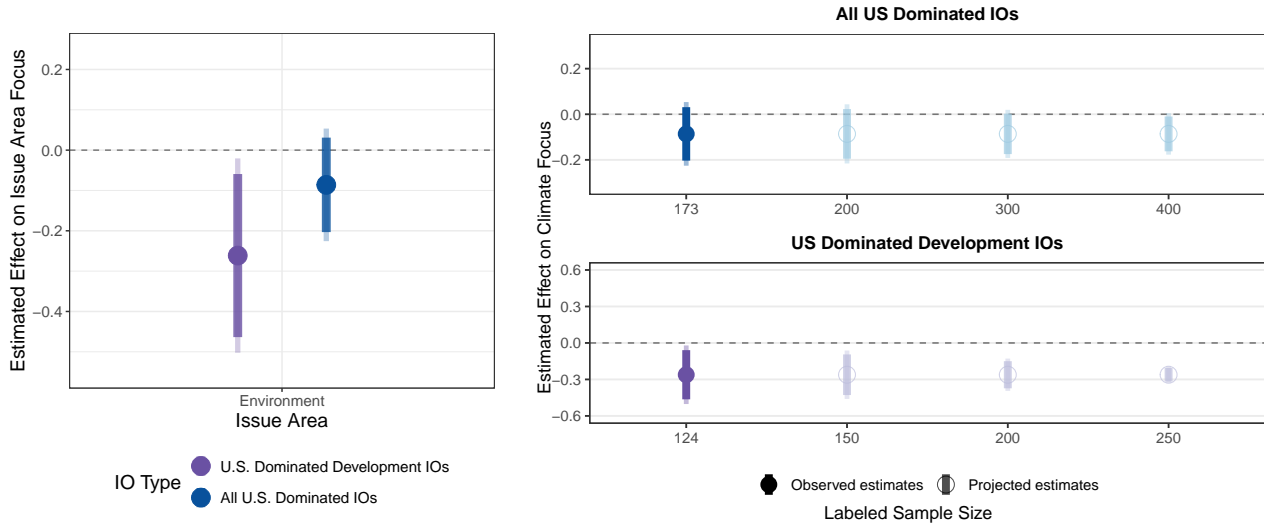 Estimated Effect on Issue Area Focus
0.2
0.0
−0.2
−0.4
Environment
Issue Area
IO Type
U.S. Dominated Development IOs
All U.S. Dominated IOs
Estimated Effect on Climate Focus
All US Dominated IOs
0.2
0.0
−0.2
173 200 300 400
US Dominated Development IOs
0.6
0.3
0.0
−0.3
−0.6
124 150 200 250
Observed estimates Projected estimates
Labeled Sample Size